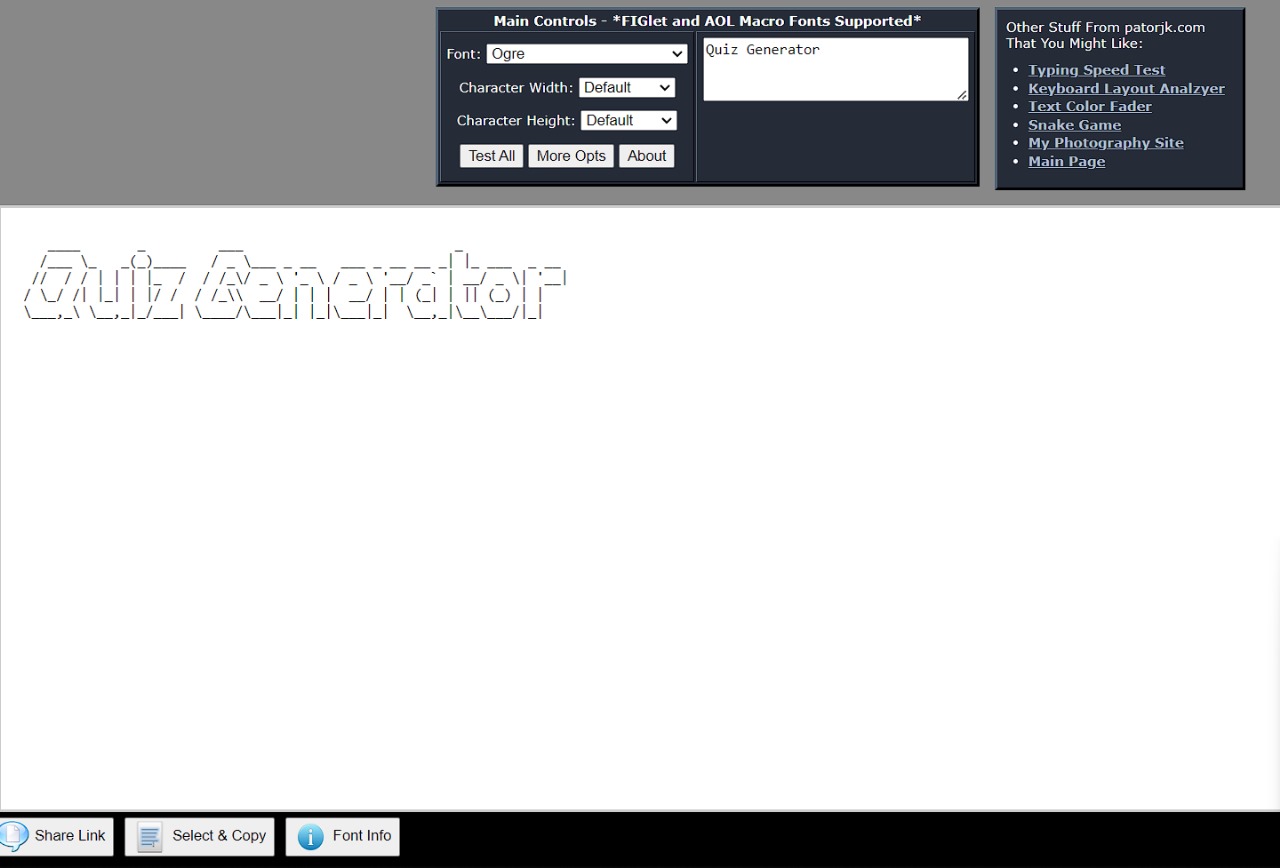 Main Controls - *FIGlet and AOL Macro Fonts Supported*
Font: Ogre
Character Width: Default
Character Height: Default
Test All More Opts About
Quiz Generator
Other Stuff From patorjk.com
That You Might Like:
• Typing Speed Test
• Keyboard Layout Analzyer
• Text Color Fader
• Snake Game
• My Photography Site
• Main Page
Quiz Generator
Share Link Select & Copy Font Info